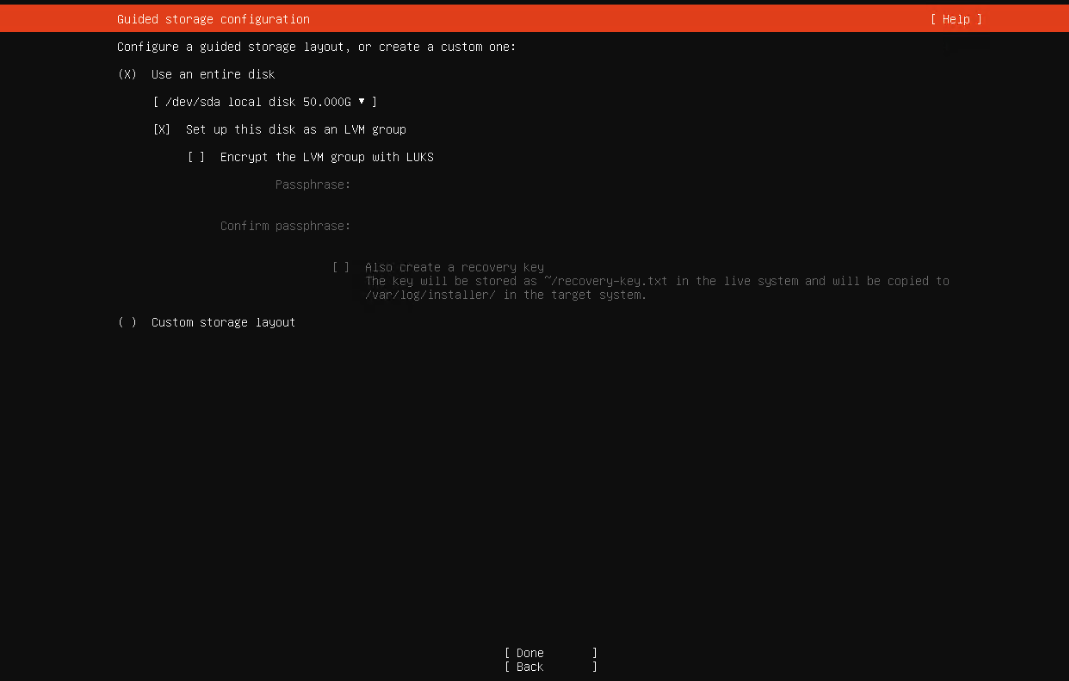 Guided storage configuration [ Help ]
Configure a guided storage layout, or create a custom one:
(X) Use an entire disk
[ /dev/sda local disk 50.000G ▾ ]
[X] Set up this disk as an LVM group
[ ] Encrypt the LVM group with LUKS
Passphrase:
Confirm passphrase:
[ ] Also create a recovery key
The key will be stored as ~/recovery-key.txt in the live system and will be copied to
/var/log/installer/ in the target system.
( ) Custom storage layout
[ Done ]
[ Back ]